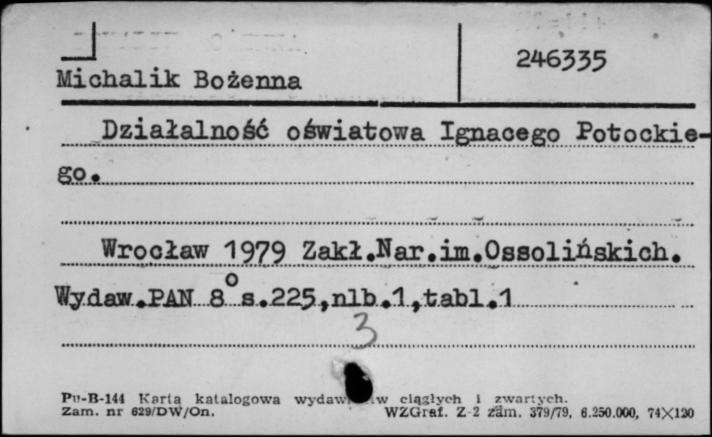 246335
Michalik Bożenna
Działalność oświatowa Ignacego Potockie-
go.
Wrocław 1979 Zakł.Nar.im.Ossolińskich.
Wydaw.PAN 8° s.225,nlb.1,tabl.1
3
Pu-B-144 Karta katalogowa ciągłych i zwartych.
Zam. nr 629/DW/On. WZGraf. Z-2 zam. 379/79, 6.250.000, 74×120